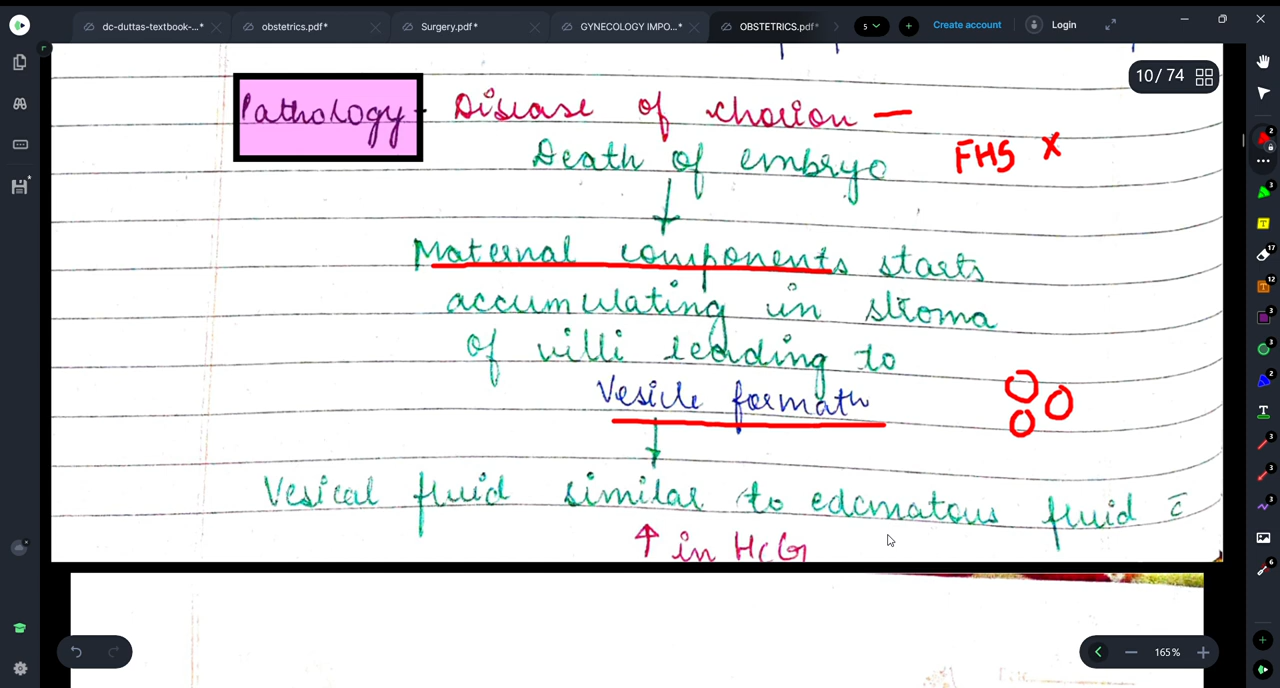 dc-duttas-textbook-...*
obstetrics.pdf*
Surgery.pdf*
GYNECOLOGY IMPO...*
OBSTETRICS.pdf*
5
Create account
Login
10/ 74
Pathology - Disease of chorion -
Death of embryo FHS X
↓
Maternal components starts
accumulating in stroma
of villi leading to
Vesicle formatn
↓
Vesical fluid similar to edematous fluid c̄
↑ in HCG
165%